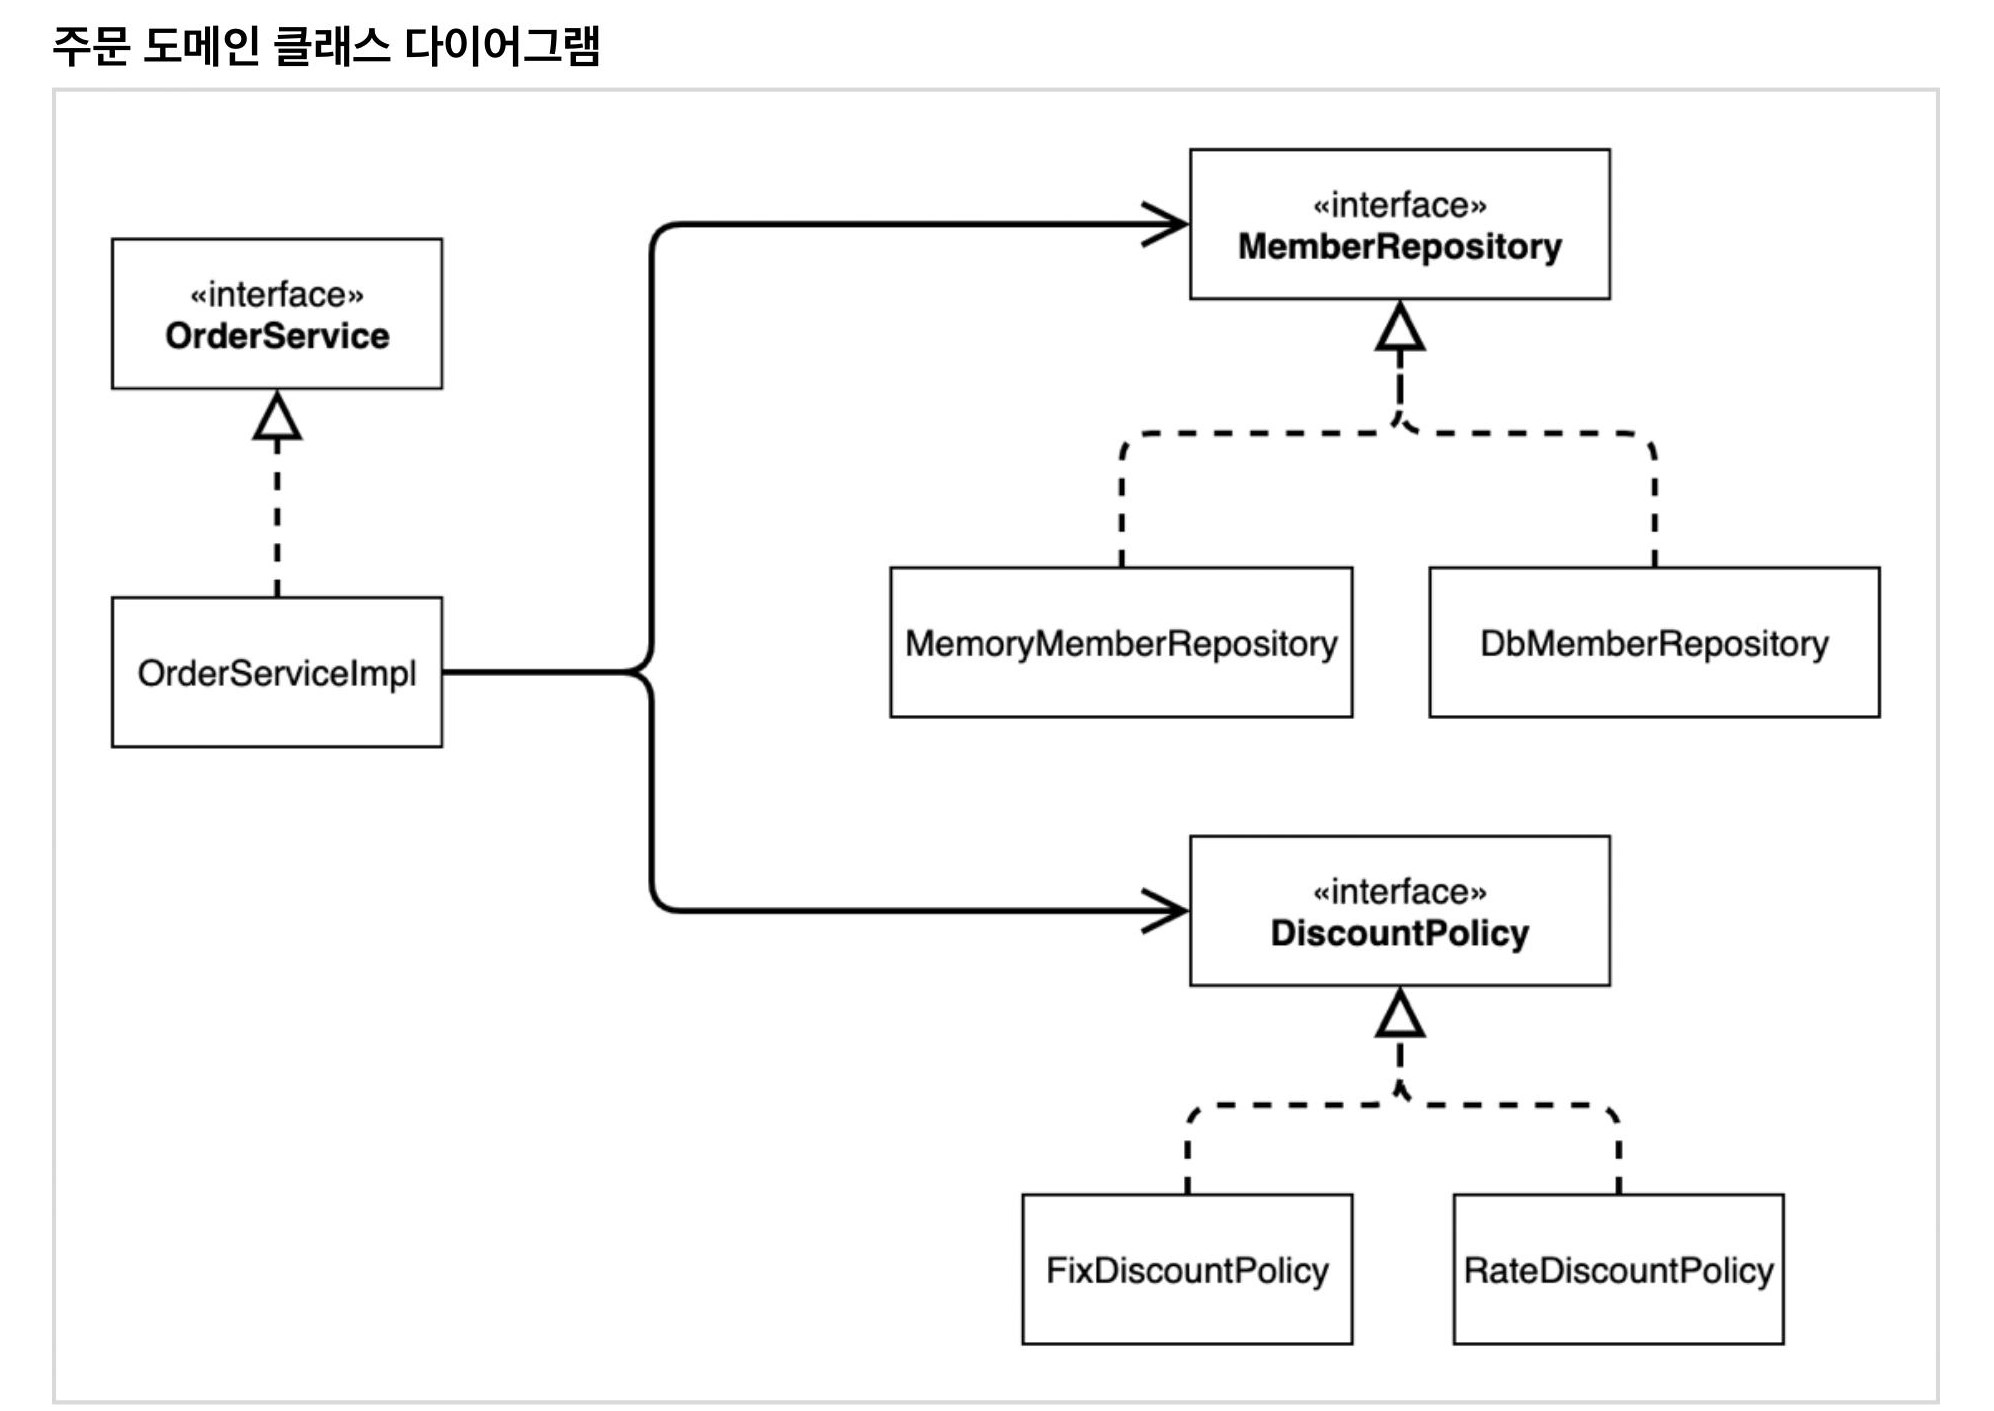 주문 도메인 클래스 다이어그램
«interface»
OrderService
OrderServiceImpl
«interface»
MemberRepository
MemoryMemberRepository
DbMemberRepository
«interface»
DiscountPolicy
FixDiscountPolicy
RateDiscountPolicy